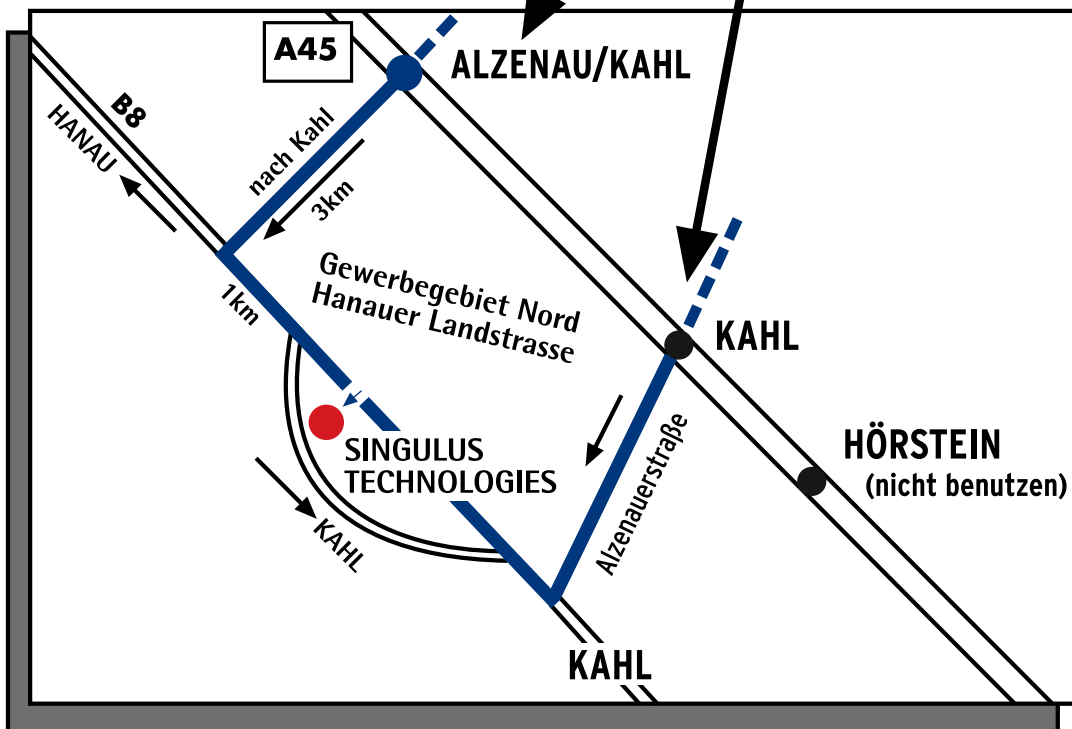 A45
ALZENAU/KAHL
B8
HANAU
nach Kahl
3km
1km
Gewerbegebiet Nord
Hanauer Landstrasse
KAHL
HÖRSTEIN
(nicht benutzen)
SINGULUS
TECHNOLOGIES
Alzenauerstraße
KAHL
KAHL